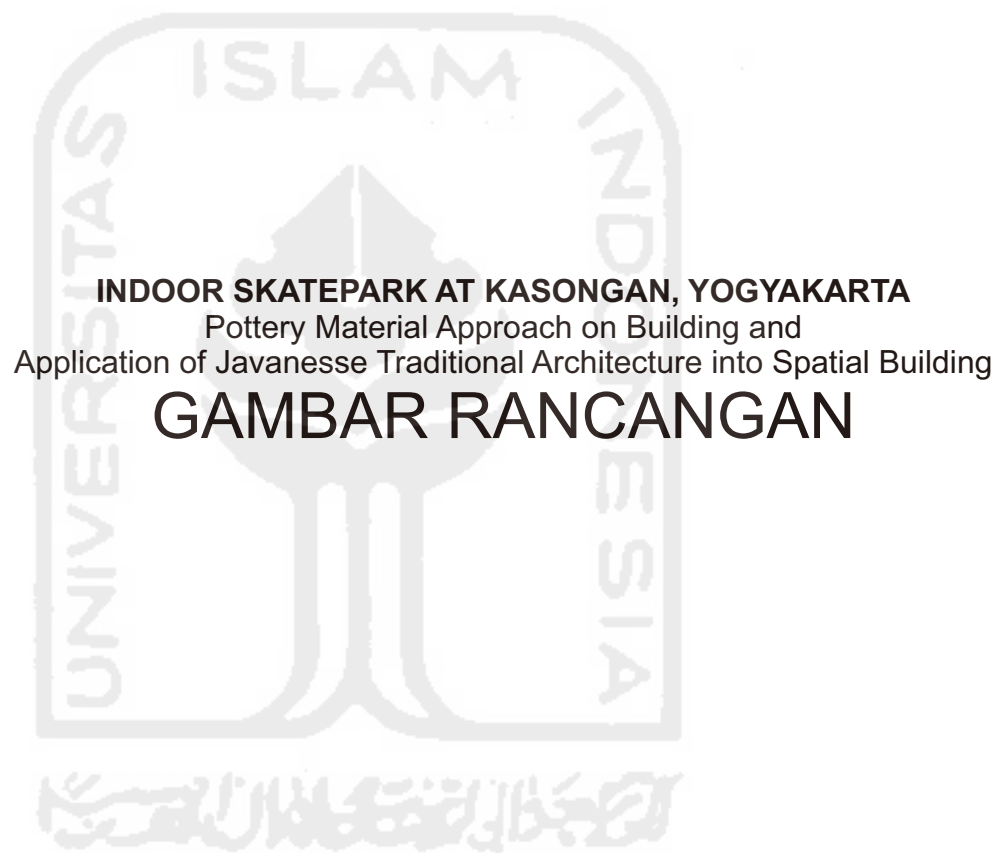 INDOOR SKATEPARK AT KASONGAN, YOGYAKARTA
Pottery Material Approach on Building and
Application of Javanesse Traditional Architecture into Spatial Building
GAMBAR RANCANGAN
UNIVERSITAS
ISLAM
INDONESIA